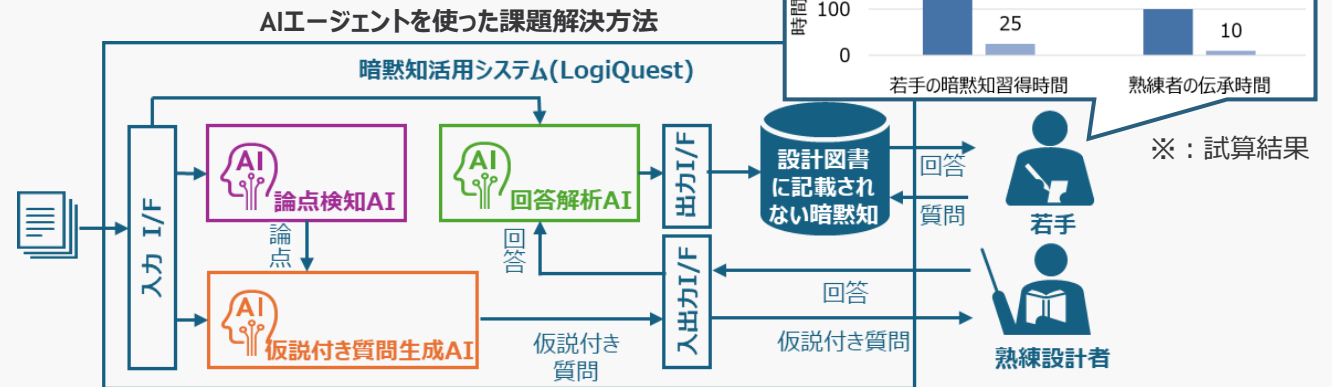 AIエージェントを使った課題解決方法
時間
100
0
25
10
若手の暗黙知習得時間
熟練者の伝承時間
※：試算結果
暗黙知活用システム(LogiQuest)
入力 I/F
AI
論点検知AI
論点
AI
仮説付き質問生成AI
仮説付き
質問
AI
回答解析AI
回答
出力I/F
入出力I/F
設計図書
に記載され
ない暗黙知
回答
質問
若手
回答
仮説付き質問
熟練設計者